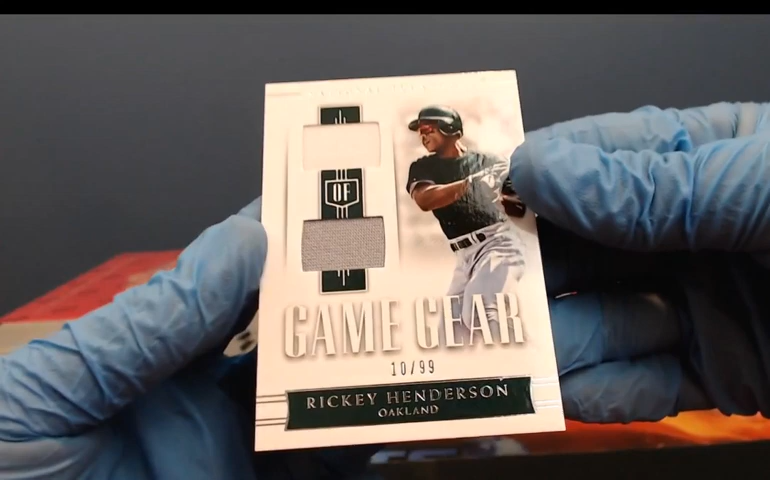 OF
GAME GEAR
10/99
RICKEY HENDERSON
OAKLAND